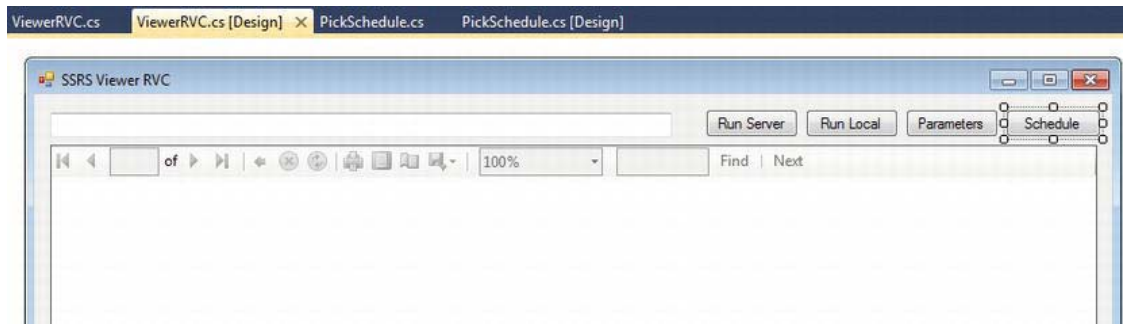 ViewerRVC.cs ViewerRVC.cs [Design] PickSchedule.cs PickSchedule.cs [Design]
SSRS Viewer RVC
Run Server Run Local Parameters Schedule
of 100% Find | Next